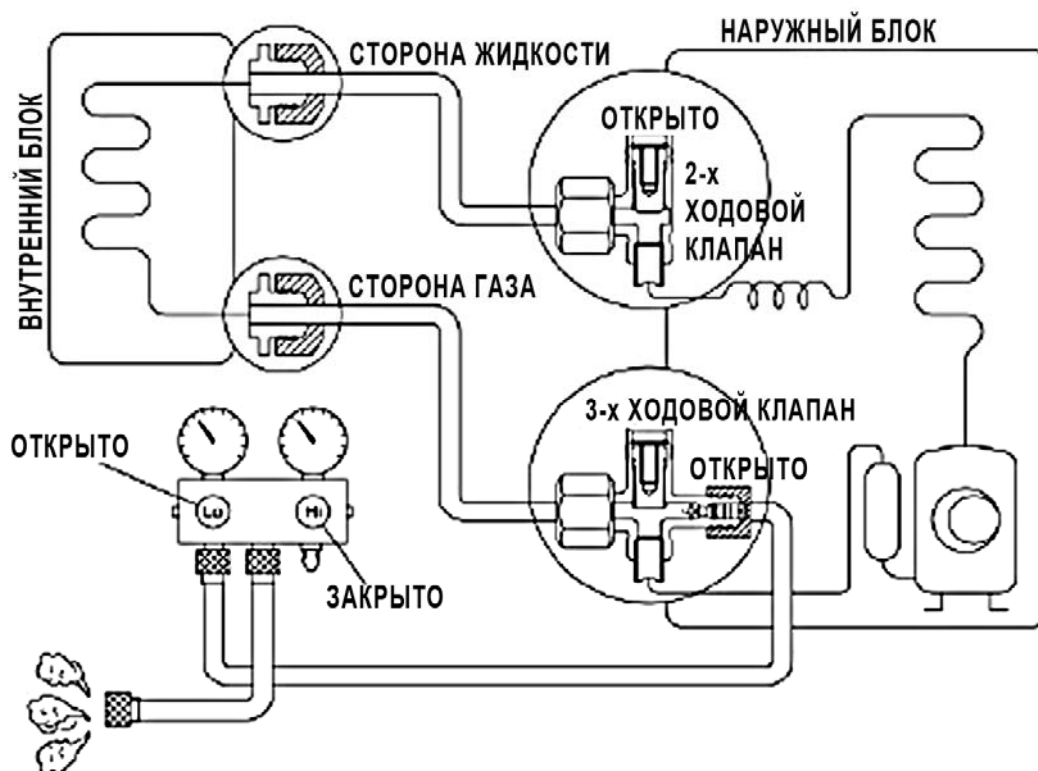 НАРУЖНЫЙ БЛОК
СТОРОНА ЖИДКОСТИ
ОТКРЫТО
2-х
ХОДОВОЙ
КЛАПАН
ВНУТРЕННИЙ БЛОК
СТОРОНА ГАЗА
3-х ХОДОВОЙ КЛАПАН
ОТКРЫТО
ОТКРЫТО
Lo
Hi
ЗАКРЫТО